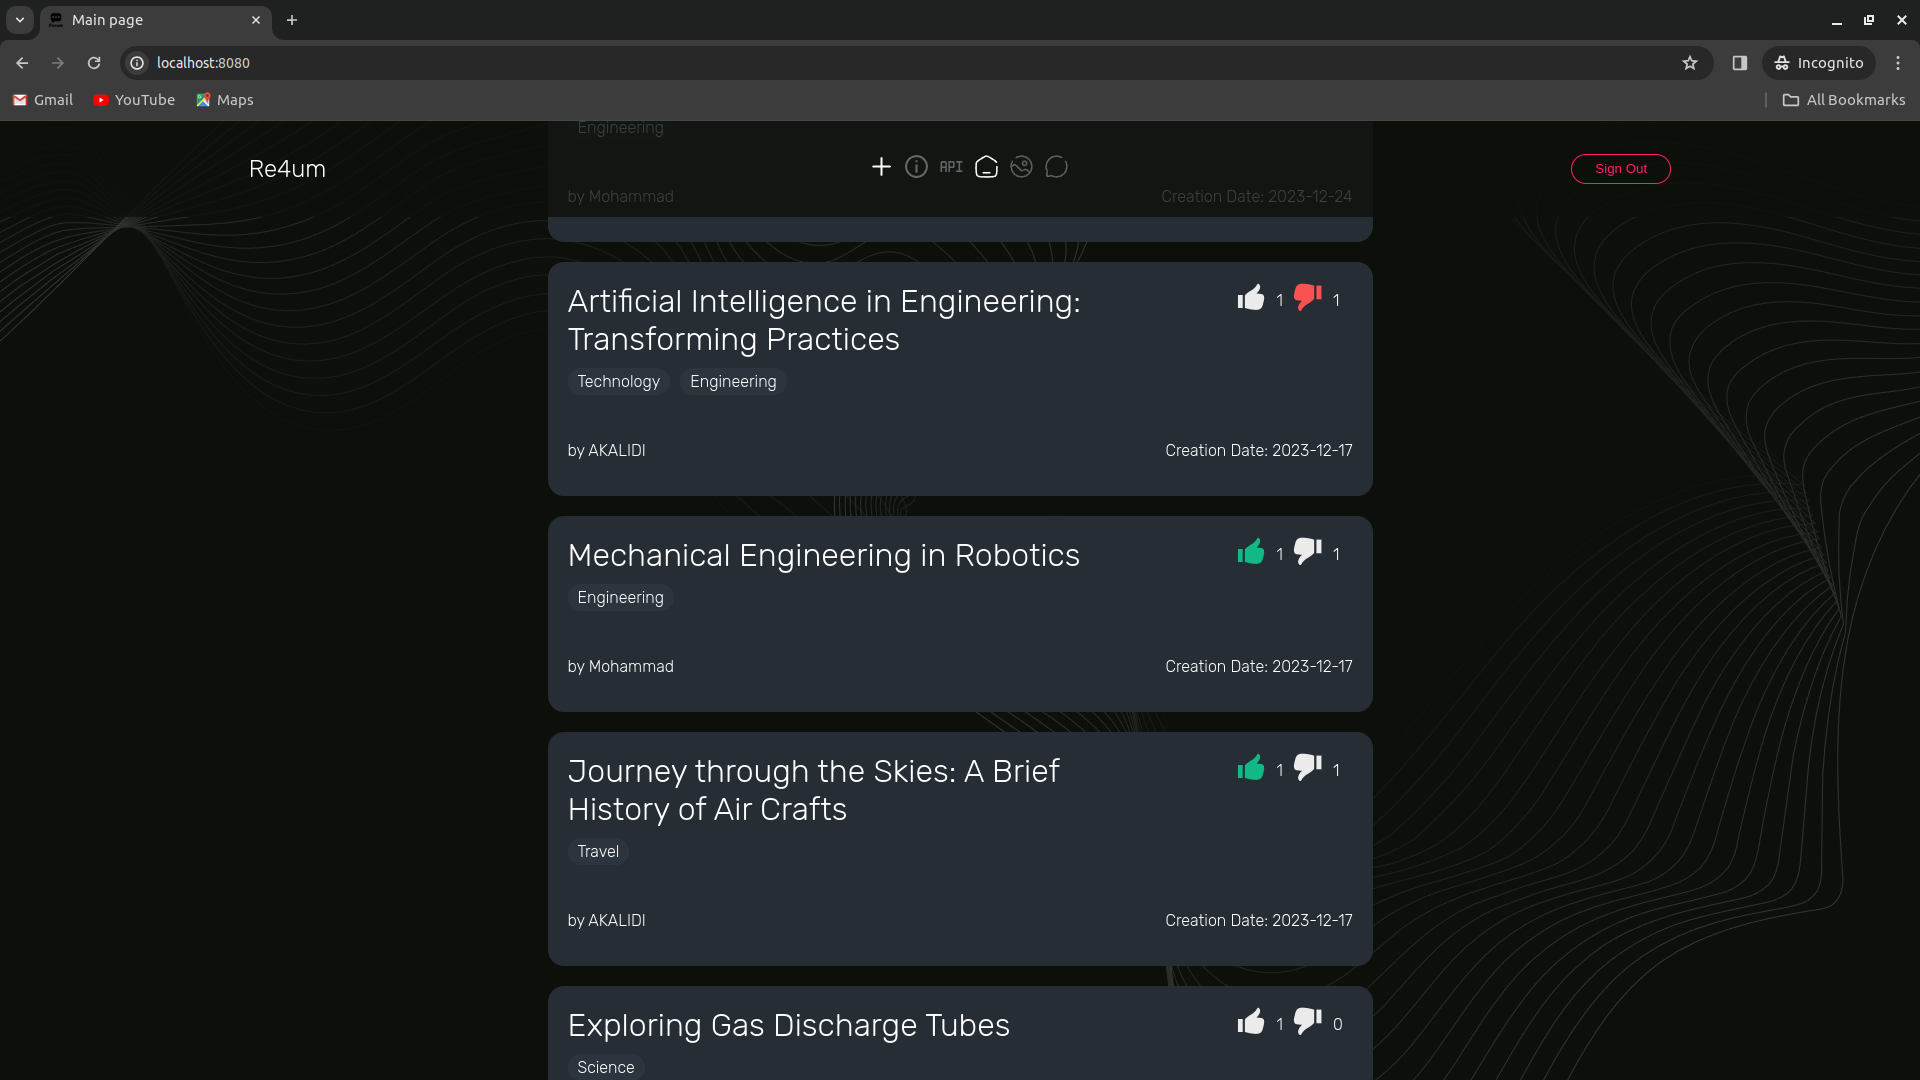 Main page
localhost:8080
Incognito
Gmail
YouTube
Maps
All Bookmarks
Engineering
Re4um
API
Sign Out
by Mohammad
Creation Date: 2023-12-24
Artificial Intelligence in Engineering:
Transforming Practices
1
1
Technology
Engineering
by AKALIDI
Creation Date: 2023-12-17
Mechanical Engineering in Robotics
1
1
Engineering
by Mohammad
Creation Date: 2023-12-17
Journey through the Skies: A Brief
History of Air Crafts
1
1
Travel
by AKALIDI
Creation Date: 2023-12-17
Exploring Gas Discharge Tubes
1
0
Science